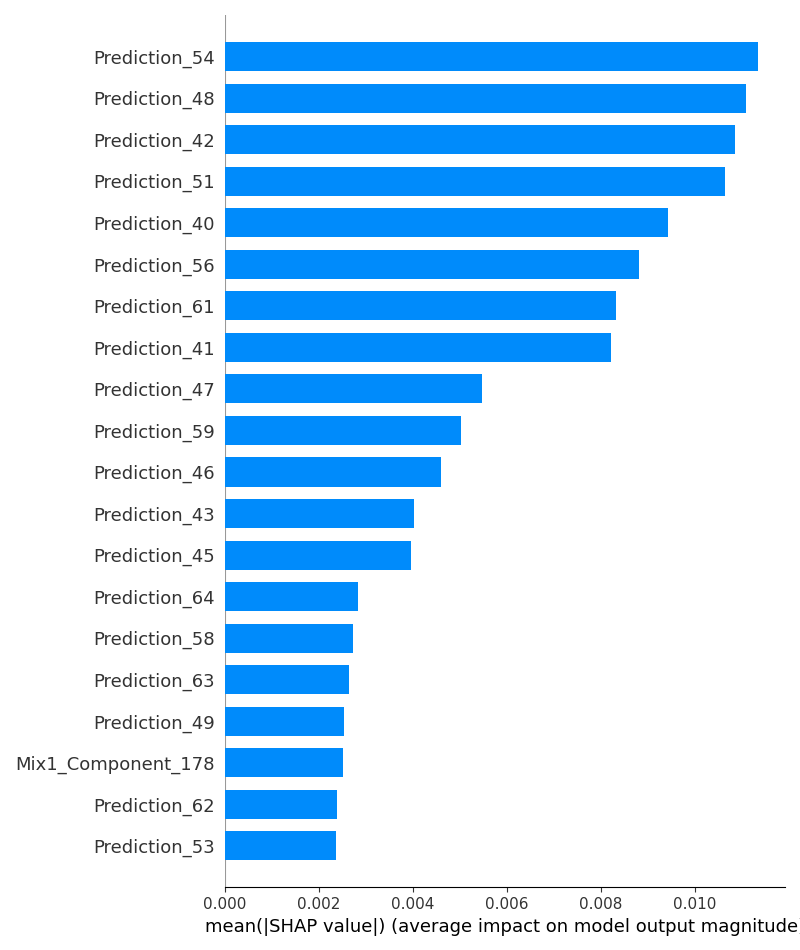 Prediction_54
Prediction_48
Prediction_42
Prediction_51
Prediction_40
Prediction_56
Prediction_61
Prediction_41
Prediction_47
Prediction_59
Prediction_46
Prediction_43
Prediction_45
Prediction_64
Prediction_58
Prediction_63
Prediction_49
Mix1_Component_178
Prediction_62
Prediction_53
0.000 0.002 0.004 0.006 0.008 0.010
mean(|SHAP value|) (average impact on model output magnitude